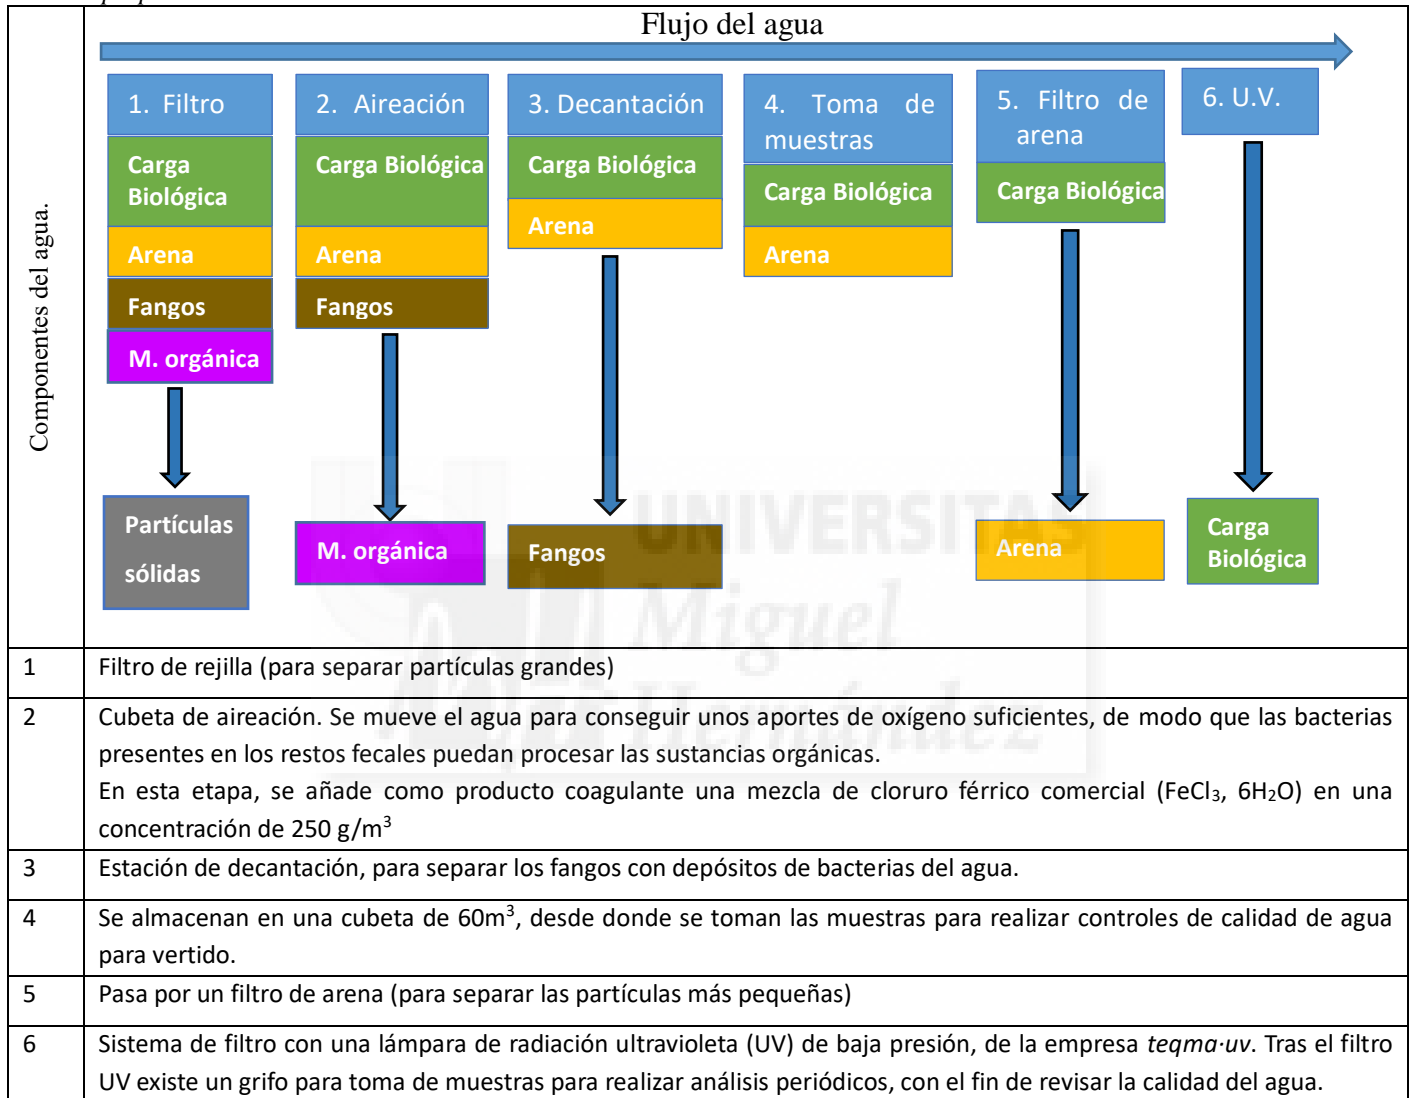 Flujo del agua
Componentes del agua.
1. Filtro
Carga
Biológica
Arena
Fangos
M. orgánica
Partículas
sólidas
2. Aireación
Carga Biológica
Arena
Fangos
M. orgánica
3. Decantación
Carga Biológica
Arena
Fangos
4. Toma de
muestras
Carga Biológica
Arena
5. Filtro de
arena
Carga Biológica
Arena
6. U.V.
Carga
Biológica
UNIVERSITAS
Miguel
Hernández
1 Filtro de rejilla (para separar partículas grandes)
2 Cubeta de aireación. Se mueve el agua para conseguir unos aportes de oxígeno suficientes, de modo que las bacterias
presentes en los restos fecales puedan procesar las sustancias orgánicas.
En esta etapa, se añade como producto coagulante una mezcla de cloruro férrico comercial (FeCl₃, 6H₂O) en una
concentración de 250 g/m³
3 Estación de decantación, para separar los fangos con depósitos de bacterias del agua.
4 Se almacenan en una cubeta de 60m³, desde donde se toman las muestras para realizar controles de calidad de agua
para vertido.
5 Pasa por un filtro de arena (para separar las partículas más pequeñas)
6 Sistema de filtro con una lámpara de radiación ultravioleta (UV) de baja presión, de la empresa teqma·uv. Tras el filtro
UV existe un grifo para toma de muestras para realizar análisis periódicos, con el fin de revisar la calidad del agua.